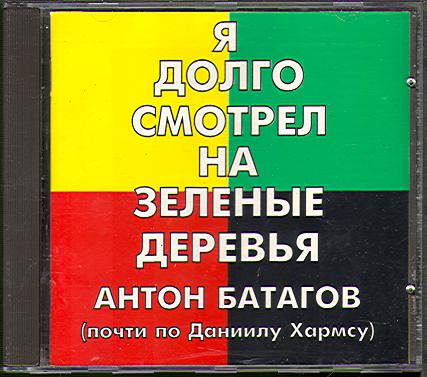 Я
ДОЛГО
СМОТРЕЛ
НА
ЗЕЛЕНЫЕ
ДЕРЕВЬЯ
АНТОН БАТАГОВ
(почти по Даниилу Хармсу)